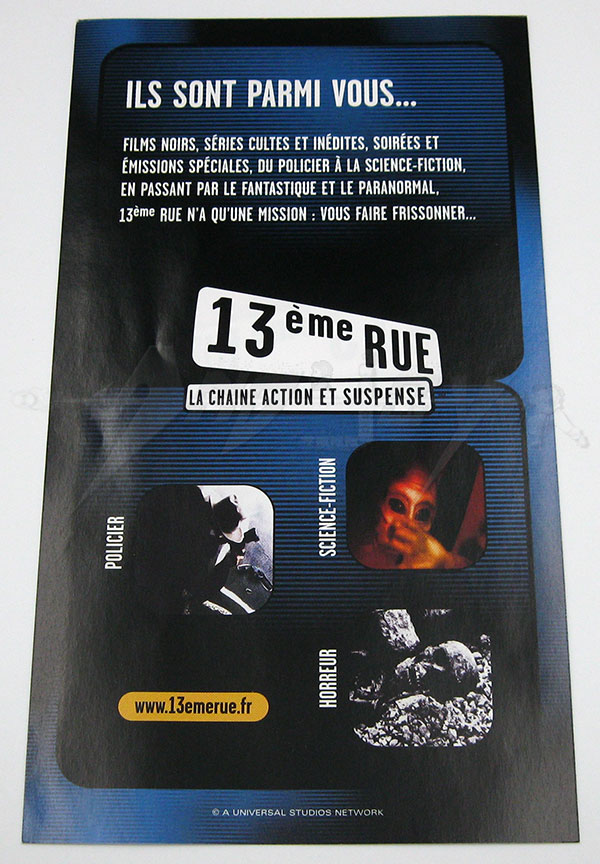 ILS SONT PARMI VOUS...
FILMS NOIRS, SÉRIES CULTES ET INÉDITES, SOIRÉES ET
ÉMISSIONS SPÉCIALES, DU POLICIER À LA SCIENCE-FICTION,
EN PASSANT PAR LE FANTASTIQUE ET LE PARANORMAL,
13ème RUE N'A QU'UNE MISSION : VOUS FAIRE FRISSONNER...
13ème RUE
LA CHAINE ACTION ET SUSPENSE
POLICIER
SCIENCE-FICTION
HORREUR
www.13emerue.fr
© A UNIVERSAL STUDIOS NETWORK